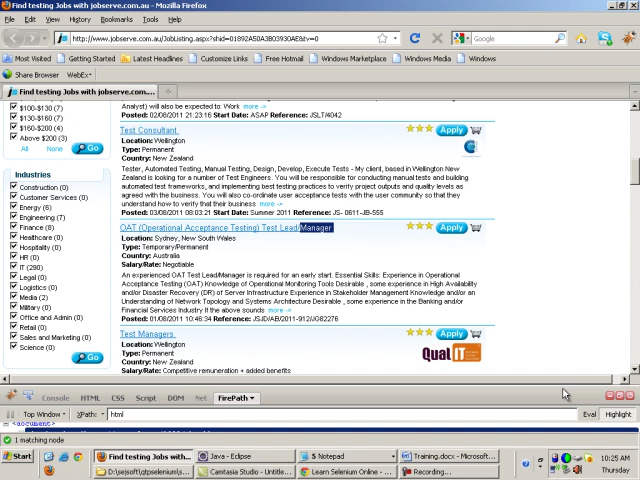 Find testing Jobs with jobserve.com.au - Mozilla Firefox
File Edit View History Bookmarks Tools Help
http://www.jobserve.com.au/JobListing.aspx?shid=01892A50A3B03930AE&tv=0
Google
Most Visited Getting Started Latest Headlines Customize Links Free Hotmail Windows Marketplace Windows Media Windows
Share Browser WebEx
Find testing Jobs with jobserve.com.au....
$100-$130 (7)
$130-$160 (7)
$160-$200 (4)
Above $200 (3)
All None Go
Industries
Construction (0)
Customer Services (0)
Energy (6)
Engineering (7)
Finance (8)
Healthcare (0)
Hospitality (0)
HR (0)
IT (290)
Legal (0)
Logistics (0)
Media (2)
Military (0)
Office and Admin (0)
Retail (0)
Sales and Marketing (0)
Science (0)
Go
Analyst) will also be expected to: Work more ->
Posted: 02/08/2011 21:23:16 Start Date: ASAP Reference: JSLT/4042
Test Consultant Apply
Location: Wellington
Type: Permanent
Country: New Zealand
Tester, Automated Testing, Manual Testing, Design, Develop, Execute Tests - My client, based in Wellington New
Zealand is looking for a number of Test Engineers. You will be responsible for conducting manual tests and building
automated test frameworks, and implementing best testing practices to verify project outputs and quality levels as
agreed with the business. You will also co-ordinate user acceptance tests with the user community so that they
understand how to verify that their business more ->
Posted: 03/08/2011 08:03:21 Start Date: Summer 2011 Reference: JS- 0611-JB-555
OAT (Operational Acceptance Testing) Test Lead/Manager Apply
Location: Sydney, New South Wales
Type: Temporary/Permanent
Country: Australia
Salary/Rate: Negotiable
An experienced OAT Test Lead/Manager is required for an early start. Essential Skills: Experience in Operational
Acceptance Testing (OAT) Knowledge of Operational Monitoring Tools Desirable , some experience in High Availability
and/or Disaster Recovery (DR) of Server Infrastructure Experience in Stakeholder Management Knowledge and/or an
Understanding of Network Topology and Systems Architecture Desirable , some experience in the Banking and/or
Financial Services Industry If the above sounds more ->
Posted: 01/08/2011 10:46:34 Reference: JSJD/AB/2011-912/JG82276
Test Managers Apply
Location: Wellington
Type: Permanent
Country: New Zealand
Salary/Rate: Competitive remuneration + added benefits
QualIT
Console HTML CSS Script DOM Net FirePath
Top Window XPath: html Eval Highlight
<document>
1 matching node
Start Find testing Jobs with... Java - Eclipse 5 Notepad Training.docx - Microsoft... 10:25 AM
D:\sejsoft\qtpselenium\s... Camtasia Studio - Untitle... Learn Selenium Online - ... Recording... Thursday